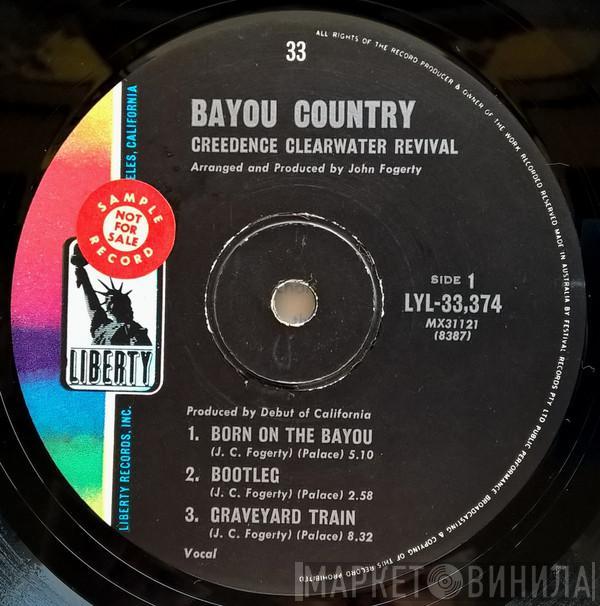 33
ALL RIGHTS OF THE RECORD PRODUCER & OWNER OF THE WORK RECORDED RESERVED MADE IN AUSTRALIA BY FESTIVAL RECORDS PTY LTD PUBLIC PERFORMANCE BROADCASTING & COPYING OF THIS RECORD PROHIBITED
BAYOU COUNTRY
CREEDENCE CLEARWATER REVIVAL
Arranged and Produced by John Fogerty
SAMPLE
NOT
FOR
SALE
RECORD
LIBERTY
LIBERTY RECORDS, INC.
ELES, CALIFORNIA
SIDE 1
LYL-33,374
MX31121
(8387)
Produced by Debut of California
1. BORN ON THE BAYOU
(J. C. Fogerty) (Palace) 5.10
2. BOOTLEG
(J. C. Fogerty) (Palace) 2.58
3. GRAVEYARD TRAIN
(J. C. Fogerty) (Palace) 8.32
Vocal
МАРКЕТ ВИНИЛА